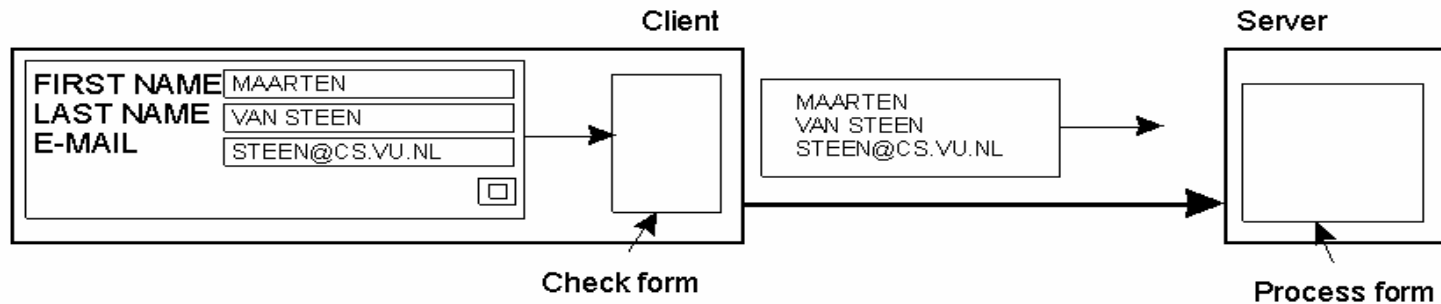 Client
Server
FIRST NAME MAARTEN
LAST NAME VAN STEEN
E-MAIL STEEN@CS.VU.NL
MAARTEN
VAN STEEN
STEEN@CS.VU.NL
Check form
Process form